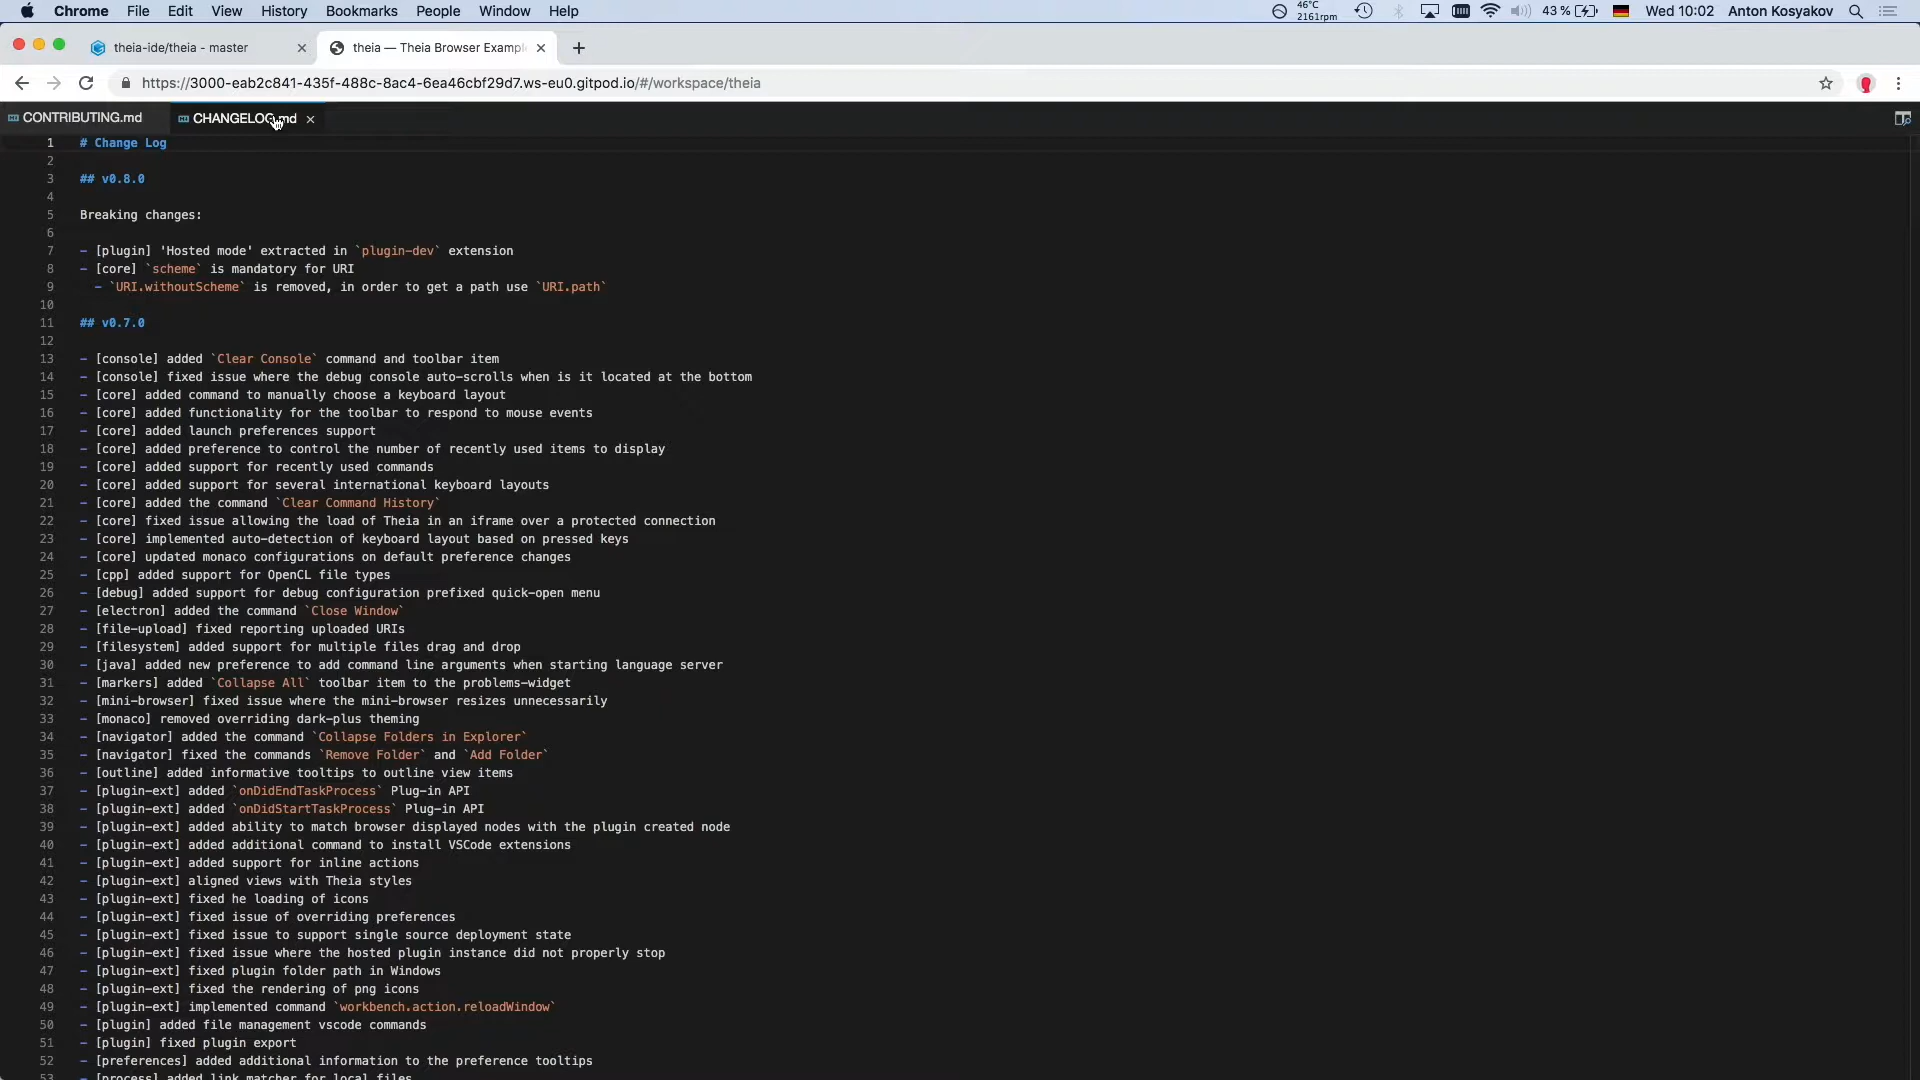 Chrome File Edit View History Bookmarks People Window Help 46°C 2161rpm 43 % Wed 10:02 Anton Kosyakov
theia-ide/theia - master theia — Theia Browser Example
https://3000-eab2c841-435f-488c-8ac4-6ea46cbf29d7.ws-eu0.gitpod.io/#/workspace/theia
CONTRIBUTING.md CHANGELOG.md
1 # Change Log
2
3 ## v0.8.0
4
5 Breaking changes:
6
7 - [plugin] 'Hosted mode' extracted in `plugin-dev` extension
8 - [core] `scheme` is mandatory for URI
9 - `URI.withoutScheme` is removed, in order to get a path use `URI.path`
10
11 ## v0.7.0
12
13 - [console] added `Clear Console` command and toolbar item
14 - [console] fixed issue where the debug console auto-scrolls when is it located at the bottom
15 - [core] added command to manually choose a keyboard layout
16 - [core] added functionality for the toolbar to respond to mouse events
17 - [core] added launch preferences support
18 - [core] added preference to control the number of recently used items to display
19 - [core] added support for recently used commands
20 - [core] added support for several international keyboard layouts
21 - [core] added the command `Clear Command History`
22 - [core] fixed issue allowing the load of Theia in an iframe over a protected connection
23 - [core] implemented auto-detection of keyboard layout based on pressed keys
24 - [core] updated monaco configurations on default preference changes
25 - [cpp] added support for OpenCL file types
26 - [debug] added support for debug configuration prefixed quick-open menu
27 - [electron] added the command `Close Window`
28 - [file-upload] fixed reporting uploaded URIs
29 - [filesystem] added support for multiple files drag and drop
30 - [java] added new preference to add command line arguments when starting language server
31 - [markers] added `Collapse All` toolbar item to the problems-widget
32 - [mini-browser] fixed issue where the mini-browser resizes unnecessarily
33 - [monaco] removed overriding dark-plus theming
34 - [navigator] added the command `Collapse Folders in Explorer`
35 - [navigator] fixed the commands `Remove Folder` and `Add Folder`
36 - [outline] added informative tooltips to outline view items
37 - [plugin-ext] added `onDidEndTaskProcess` Plug-in API
38 - [plugin-ext] added `onDidStartTaskProcess` Plug-in API
39 - [plugin-ext] added ability to match browser displayed nodes with the plugin created node
40 - [plugin-ext] added additional command to install VSCode extensions
41 - [plugin-ext] added support for inline actions
42 - [plugin-ext] aligned views with Theia styles
43 - [plugin-ext] fixed he loading of icons
44 - [plugin-ext] fixed issue of overriding preferences
45 - [plugin-ext] fixed issue to support single source deployment state
46 - [plugin-ext] fixed issue where the hosted plugin instance did not properly stop
47 - [plugin-ext] fixed plugin folder path in Windows
48 - [plugin-ext] fixed the rendering of png icons
49 - [plugin-ext] implemented command `workbench.action.reloadWindow`
50 - [plugin] added file management vscode commands
51 - [plugin] fixed plugin export
52 - [preferences] added additional information to the preference tooltips
53 - [process] added link matcher for local files